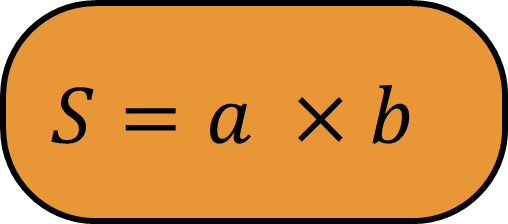 S = a × b